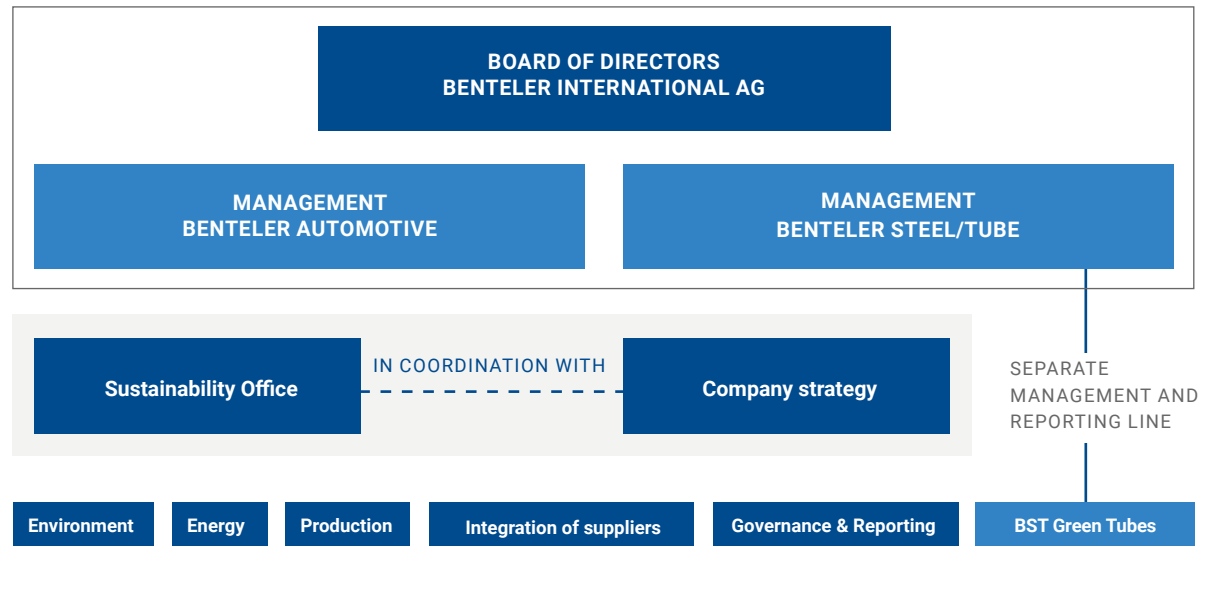 BOARD OF DIRECTORS
BENTELER INTERNATIONAL AG
MANAGEMENT
BENTELER AUTOMOTIVE
MANAGEMENT
BENTELER STEEL/TUBE
Sustainability Office
IN COORDINATION WITH
Company strategy
SEPARATE
MANAGEMENT AND
REPORTING LINE
Environment
Energy
Production
Integration of suppliers
Governance & Reporting
BST Green Tubes